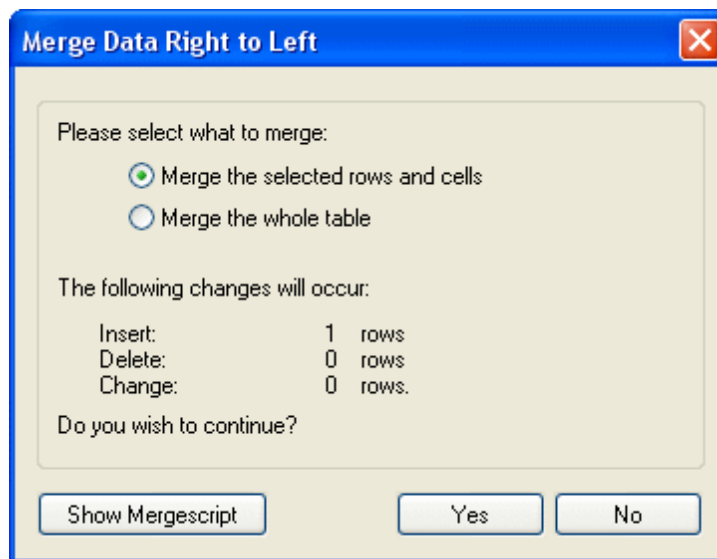 Merge Data Right to Left
Please select what to merge:
Merge the selected rows and cells
Merge the whole table
The following changes will occur:
Insert: 1 rows
Delete: 0 rows
Change: 0 rows.
Do you wish to continue?
Show Mergescript Yes No